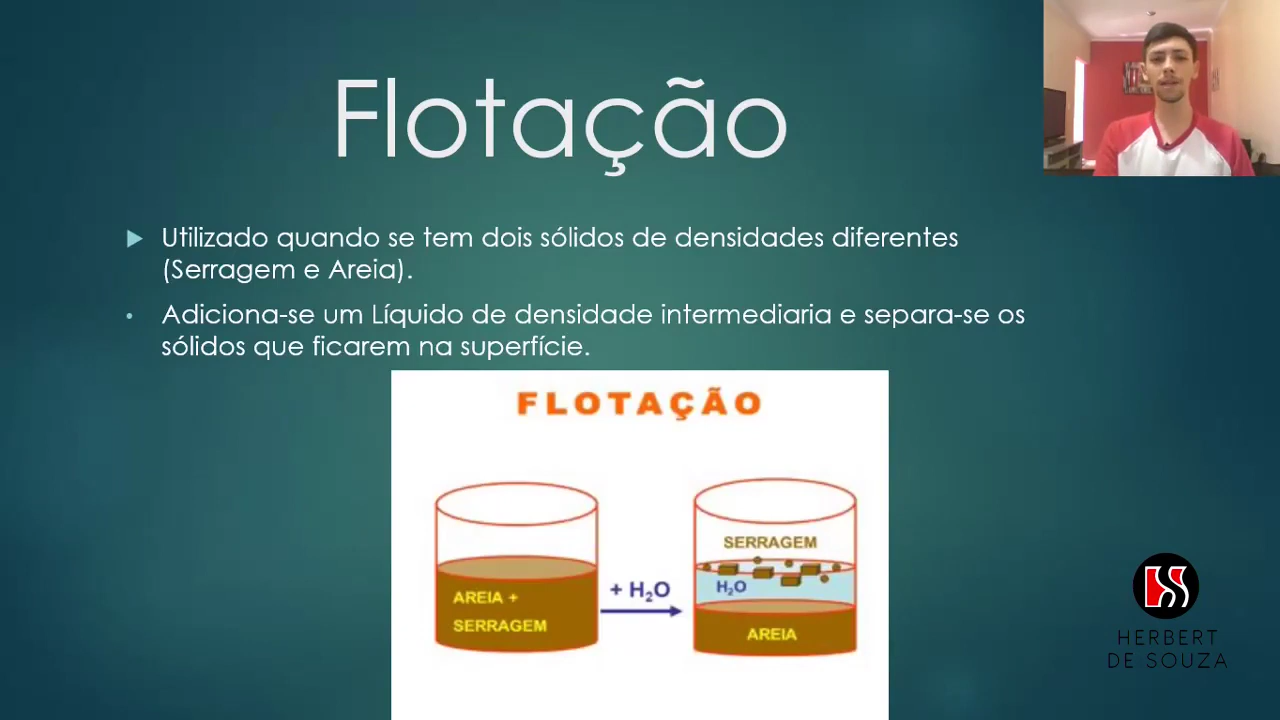 Flotação
Utilizado quando se tem dois sólidos de densidades diferentes
(Serragem e Areia).
Adiciona-se um Líquido de densidade intermediaria e separa-se os
sólidos que ficarem na superfície.
FLOTAÇÃO
AREIA +
SERRAGEM
+ H₂O
SERRAGEM
H₂O
AREIA
HERBERT
DE SOUZA